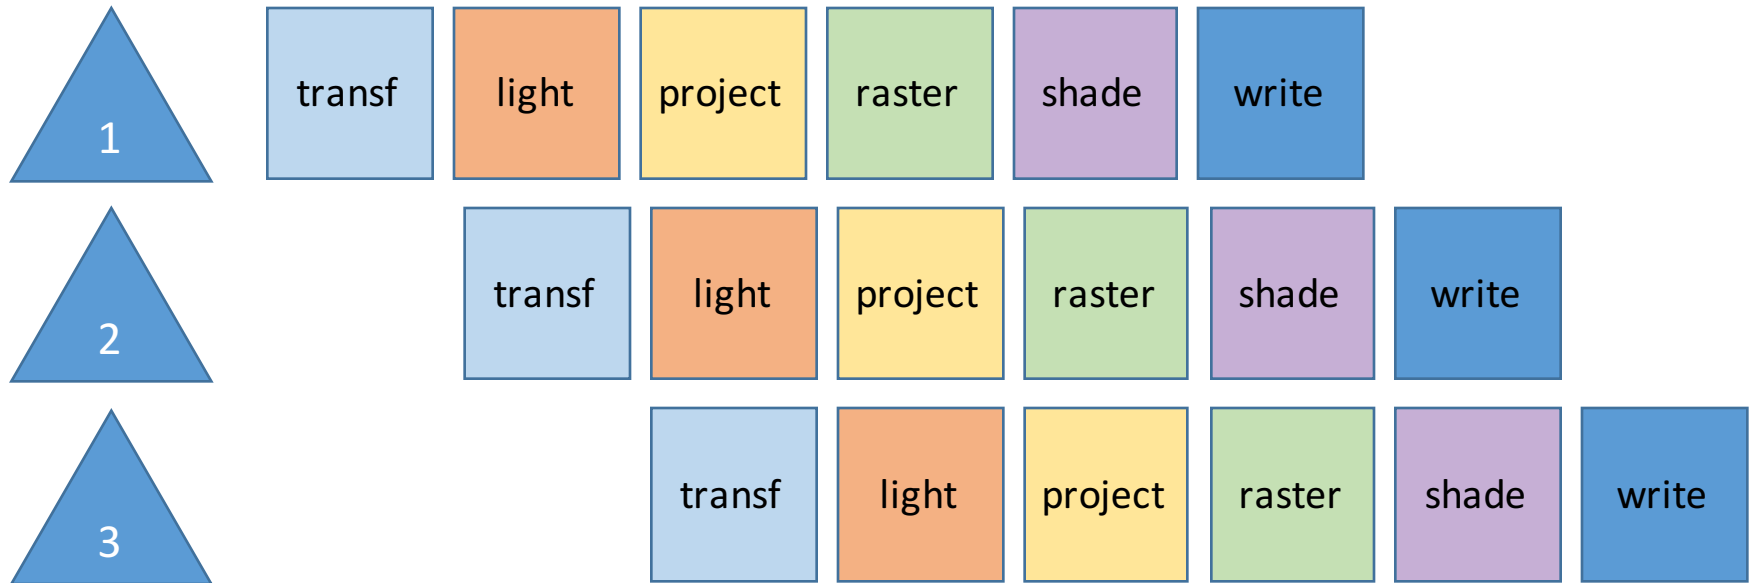 1 transf light project raster shade write
2 transf light project raster shade write
3 transf light project raster shade write